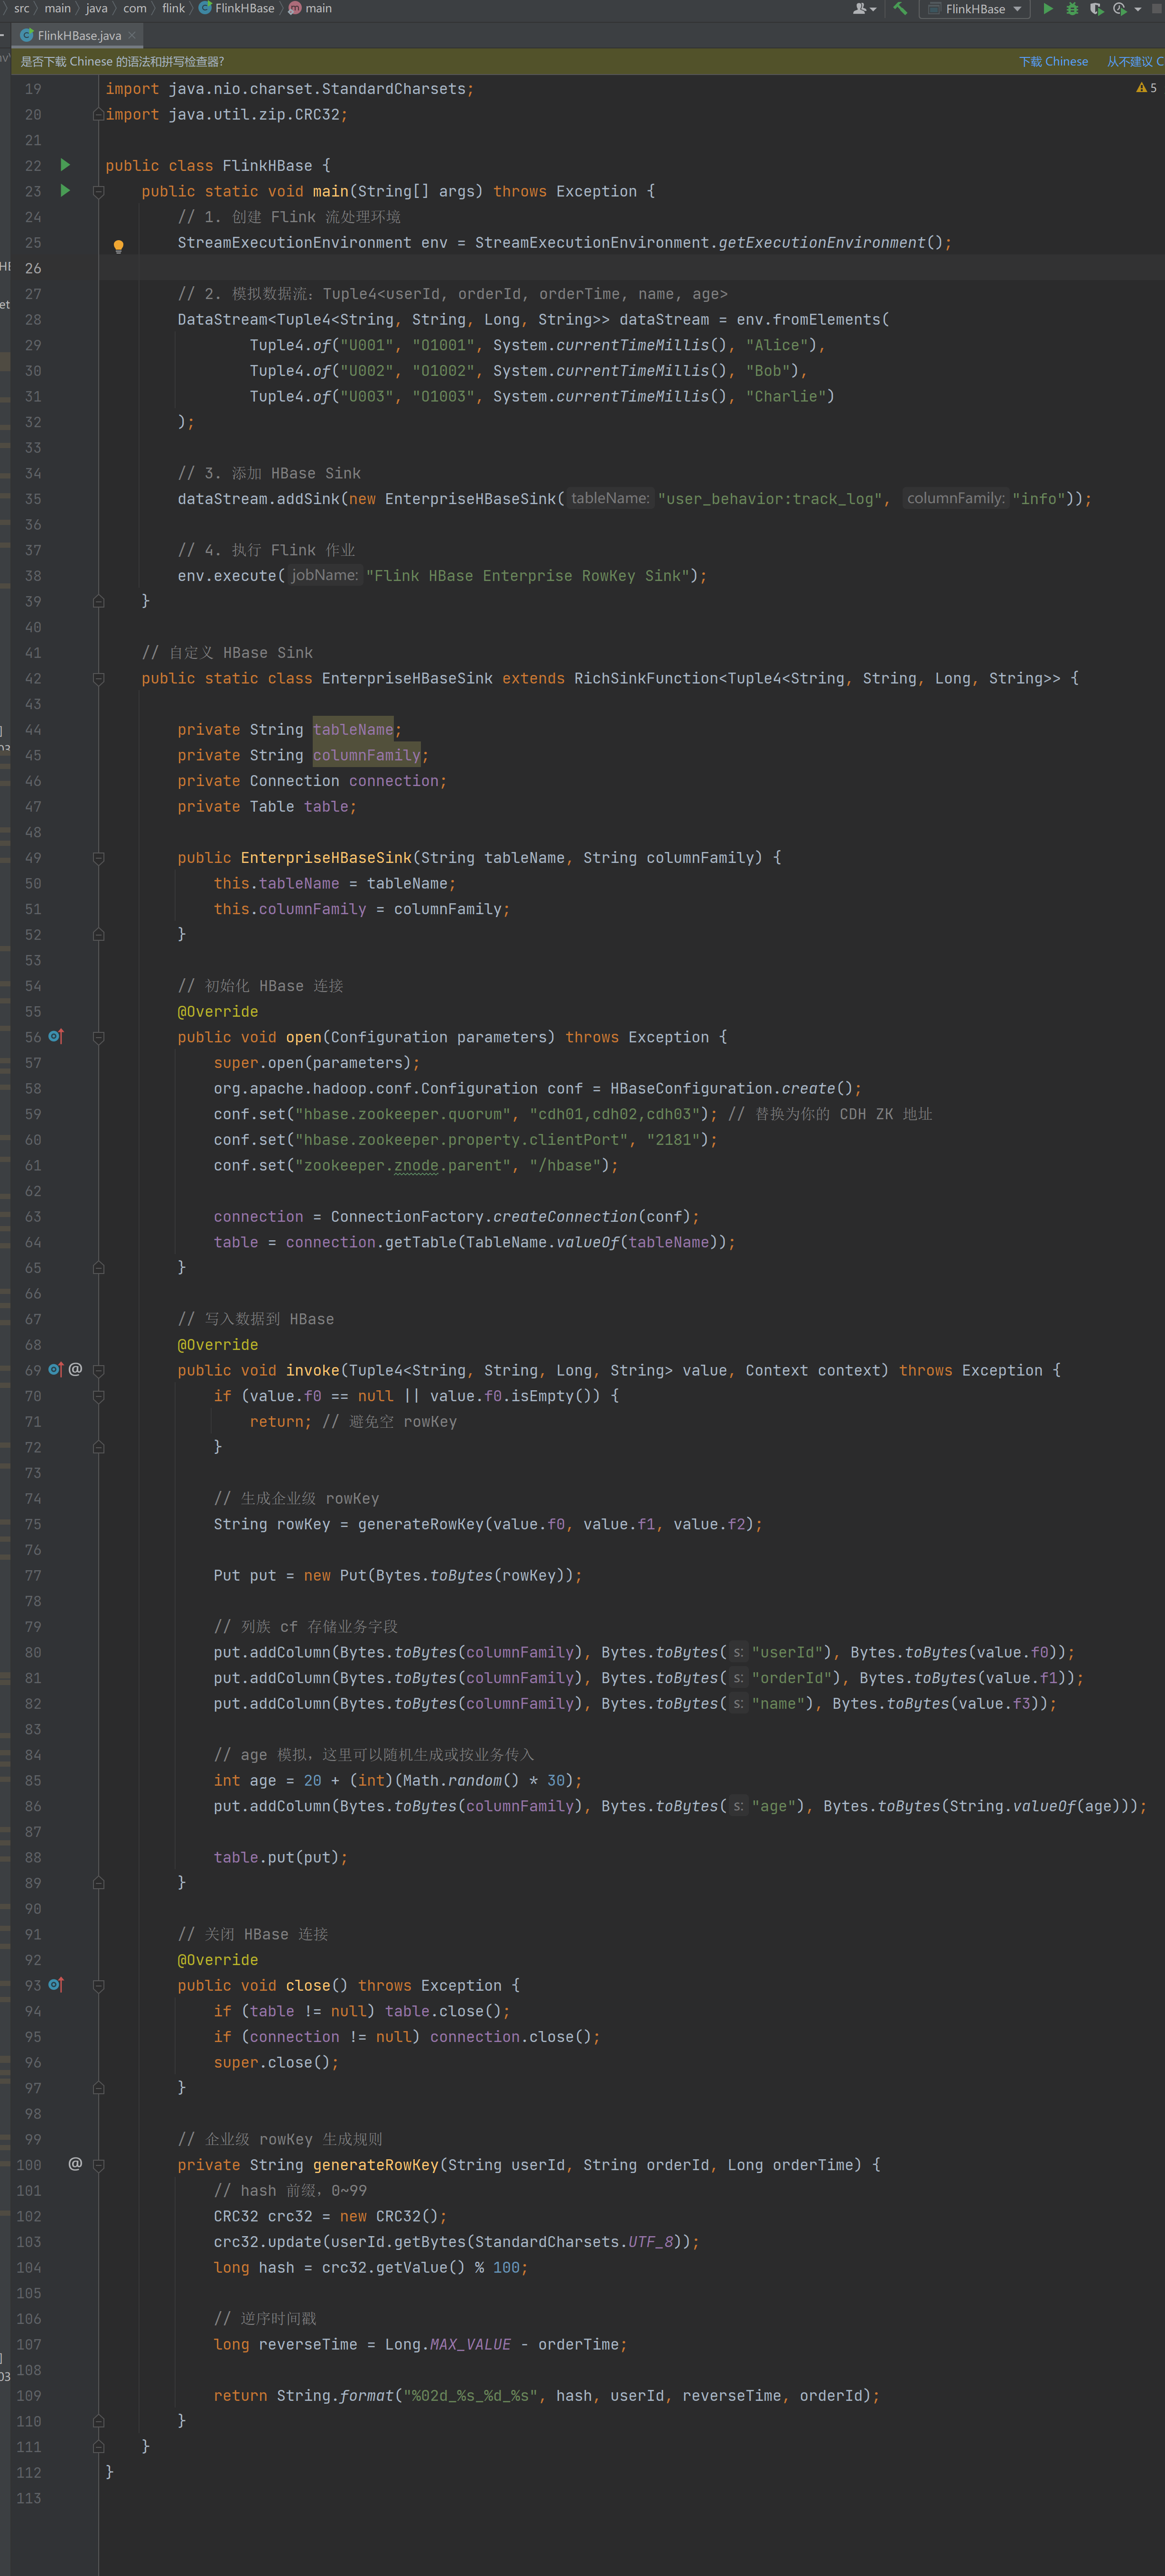 src main java com flink FlinkHBase main FlinkHBase
FlinkHBase.java
是否下载 Chinese 的语法和拼写检查器? 下载 Chinese 从不建议 C
19 import java.nio.charset.StandardCharsets; 5
20 import java.util.zip.CRC32;
21
22 public class FlinkHBase {
23 public static void main(String[] args) throws Exception {
24 // 1. 创建 Flink 流处理环境
25 StreamExecutionEnvironment env = StreamExecutionEnvironment.getExecutionEnvironment();
26
27 // 2. 模拟数据流：Tuple4<userId, orderId, orderTime, name, age>
28 DataStream<Tuple4<String, String, Long, String>> dataStream = env.fromElements(
29 Tuple4.of("U001", "O1001", System.currentTimeMillis(), "Alice"),
30 Tuple4.of("U002", "O1002", System.currentTimeMillis(), "Bob"),
31 Tuple4.of("U003", "O1003", System.currentTimeMillis(), "Charlie")
32 );
33
34 // 3. 添加 HBase Sink
35 dataStream.addSink(new EnterpriseHBaseSink( tableName: "user_behavior:track_log", columnFamily: "info"));
36
37 // 4. 执行 Flink 作业
38 env.execute( jobName: "Flink HBase Enterprise RowKey Sink");
39 }
40
41 // 自定义 HBase Sink
42 public static class EnterpriseHBaseSink extends RichSinkFunction<Tuple4<String, String, Long, String>> {
43
44 private String tableName;
45 private String columnFamily;
46 private Connection connection;
47 private Table table;
48
49 public EnterpriseHBaseSink(String tableName, String columnFamily) {
50 this.tableName = tableName;
51 this.columnFamily = columnFamily;
52 }
53
54 // 初始化 HBase 连接
55 @Override
56 public void open(Configuration parameters) throws Exception {
57 super.open(parameters);
58 org.apache.hadoop.conf.Configuration conf = HBaseConfiguration.create();
59 conf.set("hbase.zookeeper.quorum", "cdh01,cdh02,cdh03"); // 替换为你的 CDH ZK 地址
60 conf.set("hbase.zookeeper.property.clientPort", "2181");
61 conf.set("zookeeper.znode.parent", "/hbase");
62
63 connection = ConnectionFactory.createConnection(conf);
64 table = connection.getTable(TableName.valueOf(tableName));
65 }
66
67 // 写入数据到 HBase
68 @Override
69 @ public void invoke(Tuple4<String, String, Long, String> value, Context context) throws Exception {
70 if (value.f0 == null || value.f0.isEmpty()) {
71 return; // 避免空 rowKey
72 }
73
74 // 生成企业级 rowKey
75 String rowKey = generateRowKey(value.f0, value.f1, value.f2);
76
77 Put put = new Put(Bytes.toBytes(rowKey));
78
79 // 列族 cf 存储业务字段
80 put.addColumn(Bytes.toBytes(columnFamily), Bytes.toBytes( s: "userId"), Bytes.toBytes(value.f0));
81 put.addColumn(Bytes.toBytes(columnFamily), Bytes.toBytes( s: "orderId"), Bytes.toBytes(value.f1));
82 put.addColumn(Bytes.toBytes(columnFamily), Bytes.toBytes( s: "name"), Bytes.toBytes(value.f3));
83
84 // age 模拟，这里可以随机生成或按业务传入
85 int age = 20 + (int)(Math.random() * 30);
86 put.addColumn(Bytes.toBytes(columnFamily), Bytes.toBytes( s: "age"), Bytes.toBytes(String.valueOf(age)));
87
88 table.put(put);
89 }
90
91 // 关闭 HBase 连接
92 @Override
93 public void close() throws Exception {
94 if (table != null) table.close();
95 if (connection != null) connection.close();
96 super.close();
97 }
98
99 // 企业级 rowKey 生成规则
100 @ private String generateRowKey(String userId, String orderId, Long orderTime) {
101 // hash 前缀，0~99
102 CRC32 crc32 = new CRC32();
103 crc32.update(userId.getBytes(StandardCharsets.UTF_8));
104 long hash = crc32.getValue() % 100;
105
106 // 逆序时间戳
107 long reverseTime = Long.MAX_VALUE - orderTime;
108
109 return String.format("%02d_%s_%d_%s", hash, userId, reverseTime, orderId);
110 }
111 }
112 }
113